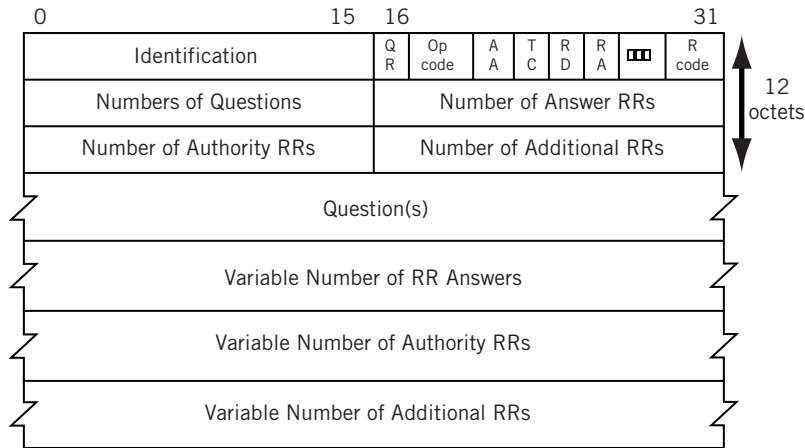 0 15 16 31
Identification
Q
R
Op
code
A
A
T
C
R
D
R
A
R
code
12
octets
Numbers of Questions
Number of Answer RRs
Number of Authority RRs
Number of Additional RRs
Question(s)
Variable Number of RR Answers
Variable Number of Authority RRs
Variable Number of Additional RRs